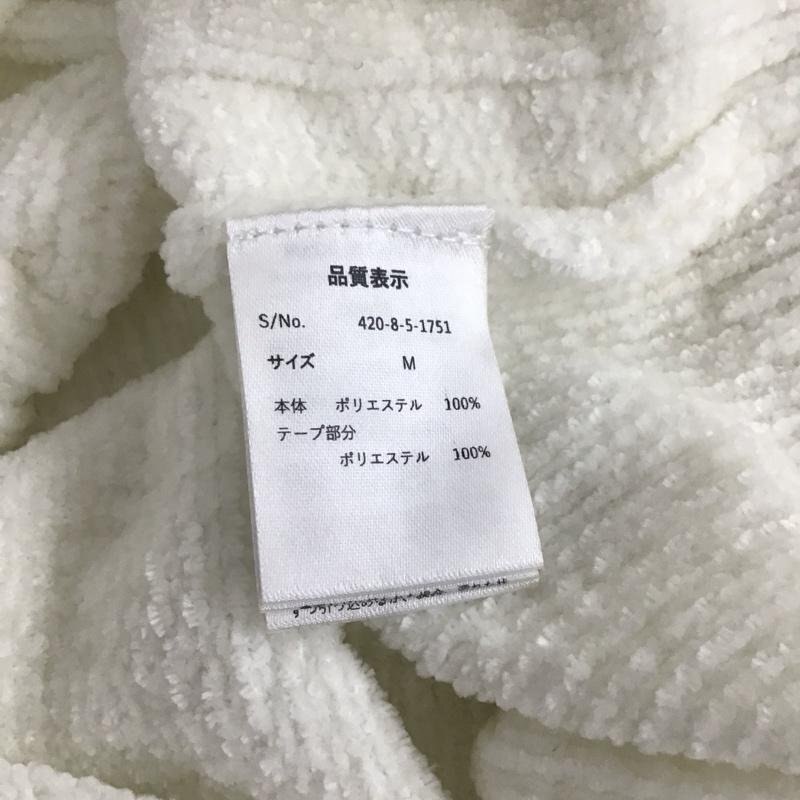 品質表示
S/No. 420-8-5-1751
サイズ M
本体 ポリエステル 100%
テープ部分
ポリエステル 100%